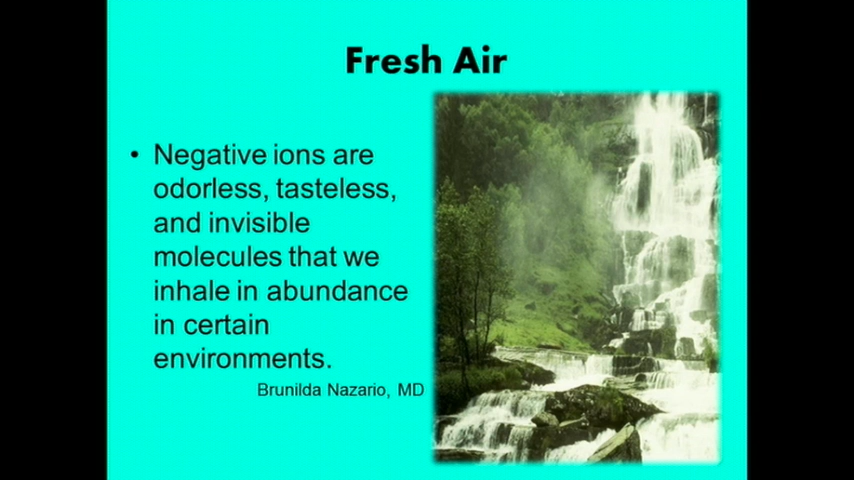 Fresh Air
• Negative ions are
odorless, tasteless,
and invisible
molecules that we
inhale in abundance
in certain
environments.
Brunilda Nazario, MD